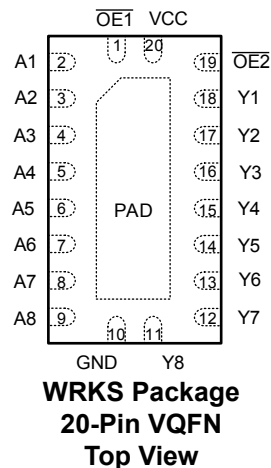 OE1 VCC
1 20
A1 2 19 OE2
A2 3 18 Y1
A3 4 17 Y2
A4 5 16 Y3
A5 6 PAD 15 Y4
A6 7 14 Y5
A7 8 13 Y6
A8 9 12 Y7
10 11
GND Y8
WRKS Package
20-Pin VQFN
Top View